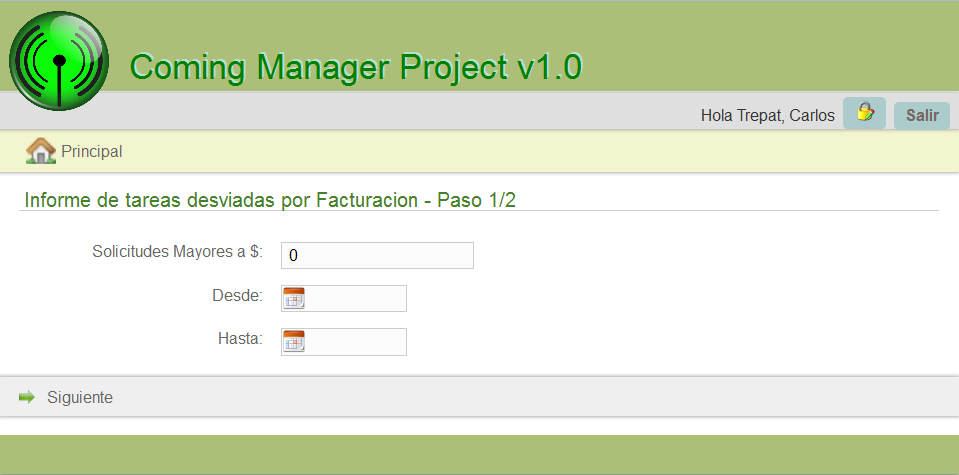 Coming Manager Project v1.0
Hola Trepat, Carlos
Salir
Principal
Informe de tareas desviadas por Facturacion - Paso 1/2
Solicitudes Mayores a $: 0
Desde:
Hasta:
Siguiente